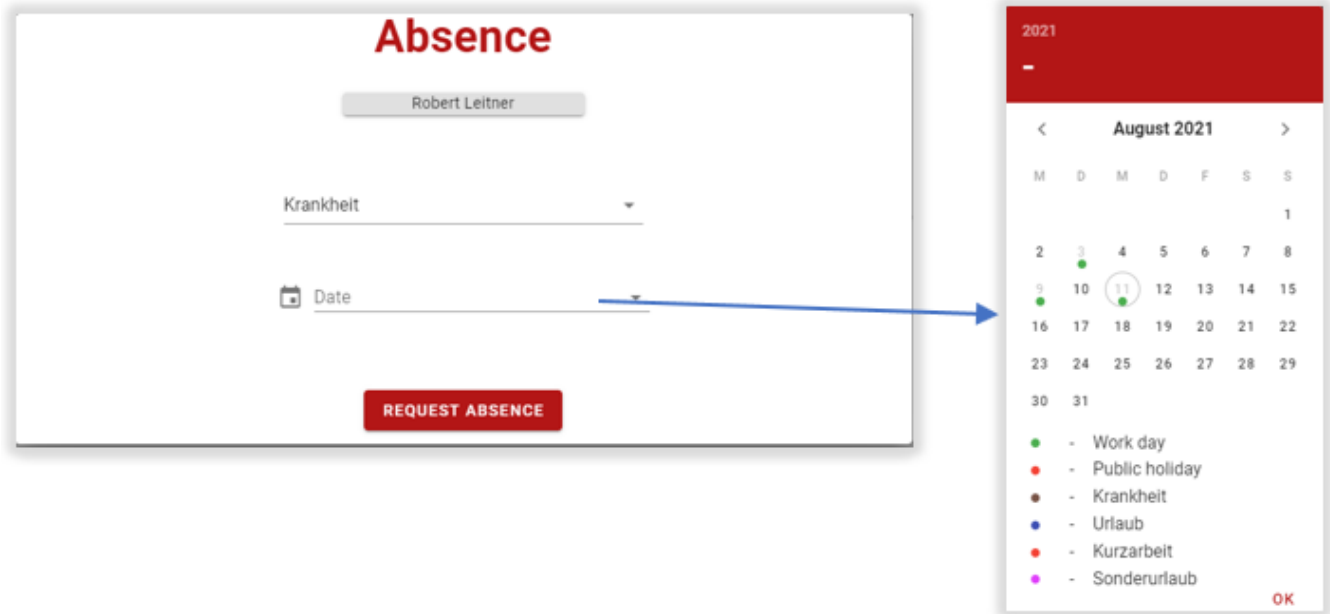 Absence
Robert Leitner
Krankheit
Date
REQUEST ABSENCE
2021
-
< August 2021 >
M D M D F S S
1
2 3 4 5 6 7 8
9 10 11 12 13 14 15
16 17 18 19 20 21 22
23 24 25 26 27 28 29
30 31
- Work day
- Public holiday
- Krankheit
- Urlaub
- Kurzarbeit
- Sonderurlaub
OK